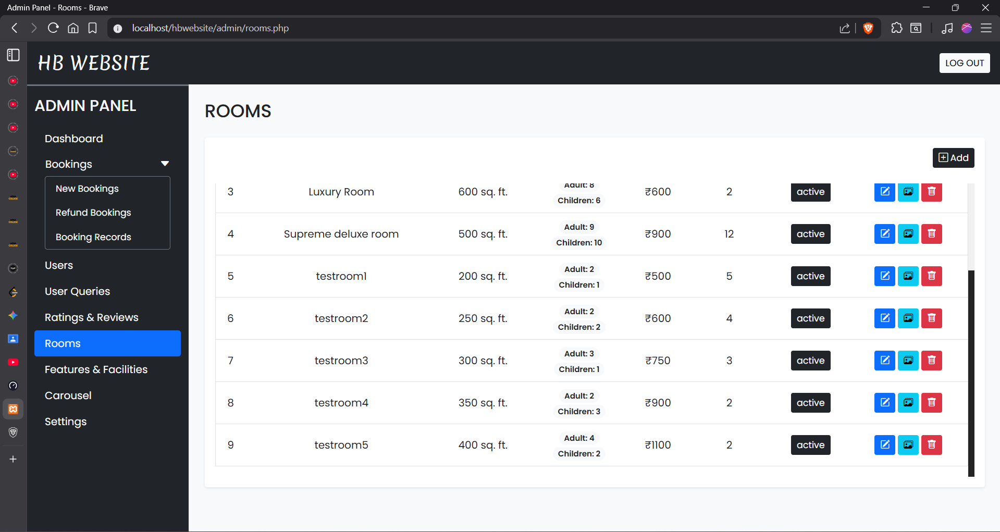 Admin Panel - Rooms - Brave
localhost/hbwebsite/admin/rooms.php
HB WEBSITE
LOG OUT
ADMIN PANEL
Dashboard
Bookings
New Bookings
Refund Bookings
Booking Records
Users
User Queries
Ratings & Reviews
Rooms
Features & Facilities
Carousel
Settings
ROOMS
Add
3 Luxury Room 600 sq. ft. Adult: 8 Children: 6 ₹600 2 active
4 Supreme deluxe room 500 sq. ft. Adult: 9 Children: 10 ₹900 12 active
5 testroom1 200 sq. ft. Adult: 2 Children: 1 ₹500 5 active
6 testroom2 250 sq. ft. Adult: 2 Children: 2 ₹600 4 active
7 testroom3 300 sq. ft. Adult: 3 Children: 1 ₹750 3 active
8 testroom4 350 sq. ft. Adult: 2 Children: 3 ₹900 2 active
9 testroom5 400 sq. ft. Adult: 4 Children: 2 ₹1100 2 active